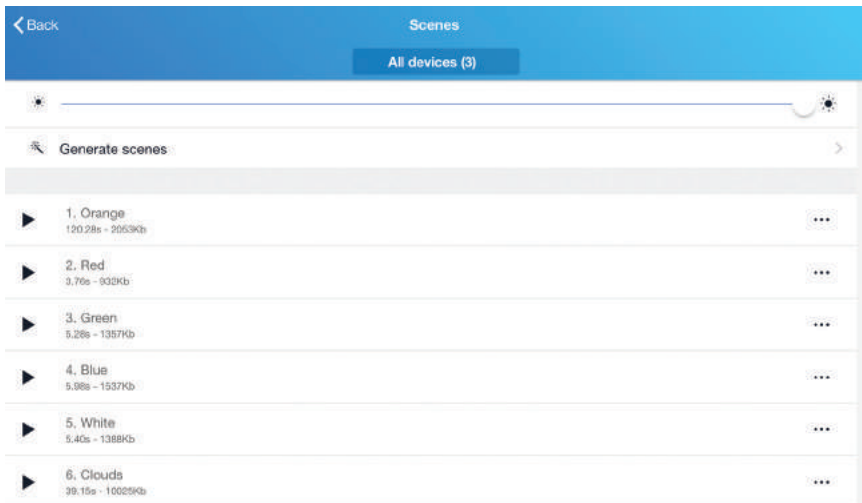 Back
Scenes
All devices (3)
Generate scenes
1. Orange
120.28s - 2053Kb
2. Red
3.76s - 932Kb
3. Green
5.28s - 1357Kb
4. Blue
5.98s - 1537Kb
5. White
5.40s - 1388Kb
6. Clouds
39.15s - 10025Kb